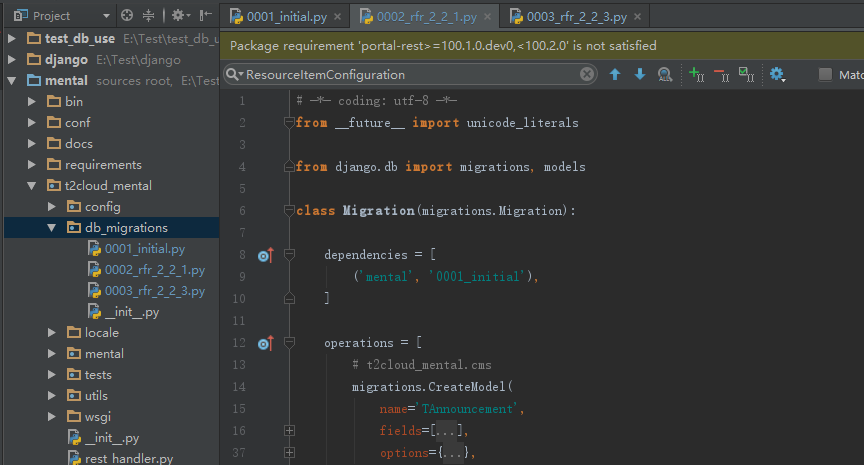 Project
0001_initial.py
0002_rfr_2_2_1.py
0003_rfr_2_2_3.py
test_db_use E:\Test\test_db_u
django E:\Test\django
mental sources root, E:\Test
bin
conf
docs
requirements
t2cloud_mental
config
db_migrations
0001_initial.py
0002_rfr_2_2_1.py
0003_rfr_2_2_3.py
__init__.py
locale
mental
tests
utils
wsgi
__init__.py
rest_handler.py
Package requirement 'portal-rest>=100.1.0.dev0,<100.2.0' is not satisfied
ResourceItemConfiguration
Matc
1 # -*- coding: utf-8 -*-
2 from __future__ import unicode_literals
3
4 from django.db import migrations, models
5
6 class Migration(migrations.Migration):
7
8 dependencies = [
9 ('mental', '0001_initial'),
10 ]
11
12 operations = [
13 # t2cloud_mental.cms
14 migrations.CreateModel(
15 name='TAnnouncement',
16 fields=[...],
37 options={...},